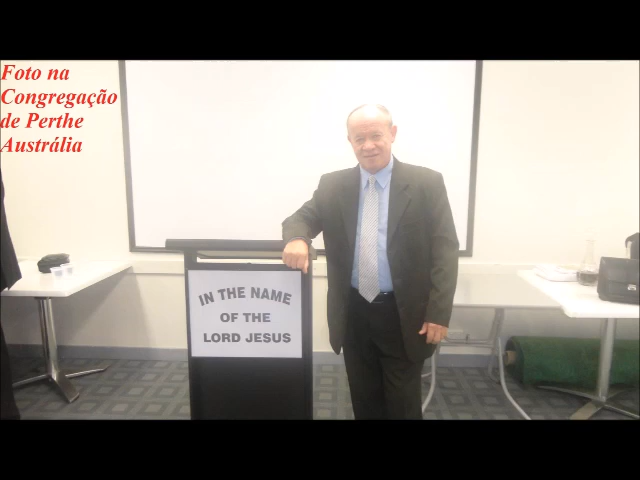 Foto na
Congregação
de Perthe
Austrália
IN THE NAME
OF THE
LORD JESUS